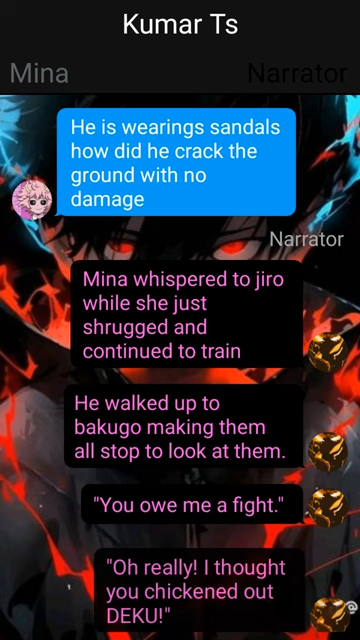 Kumar Ts
Mina
Narrator
He is wearings sandals
how did he crack the
ground with no
damage
Narrator
Mina whispered to jiro
while she just
shrugged and
continued to train
He walked up to
bakugo making them
all stop to look at them.
"You owe me a fight."
"Oh really! I thought
you chickened out
DEKU!"
@